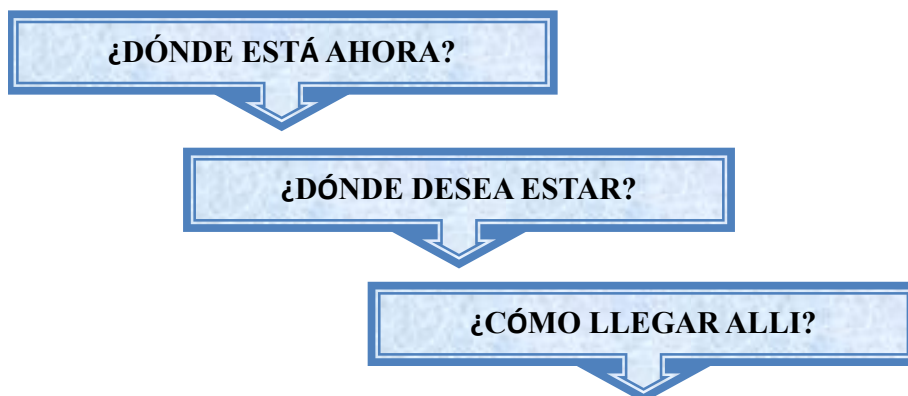 ¿DÓNDE ESTÁ AHORA?
¿DÓNDE DESEA ESTAR?
¿CÓMO LLEGAR ALLI?